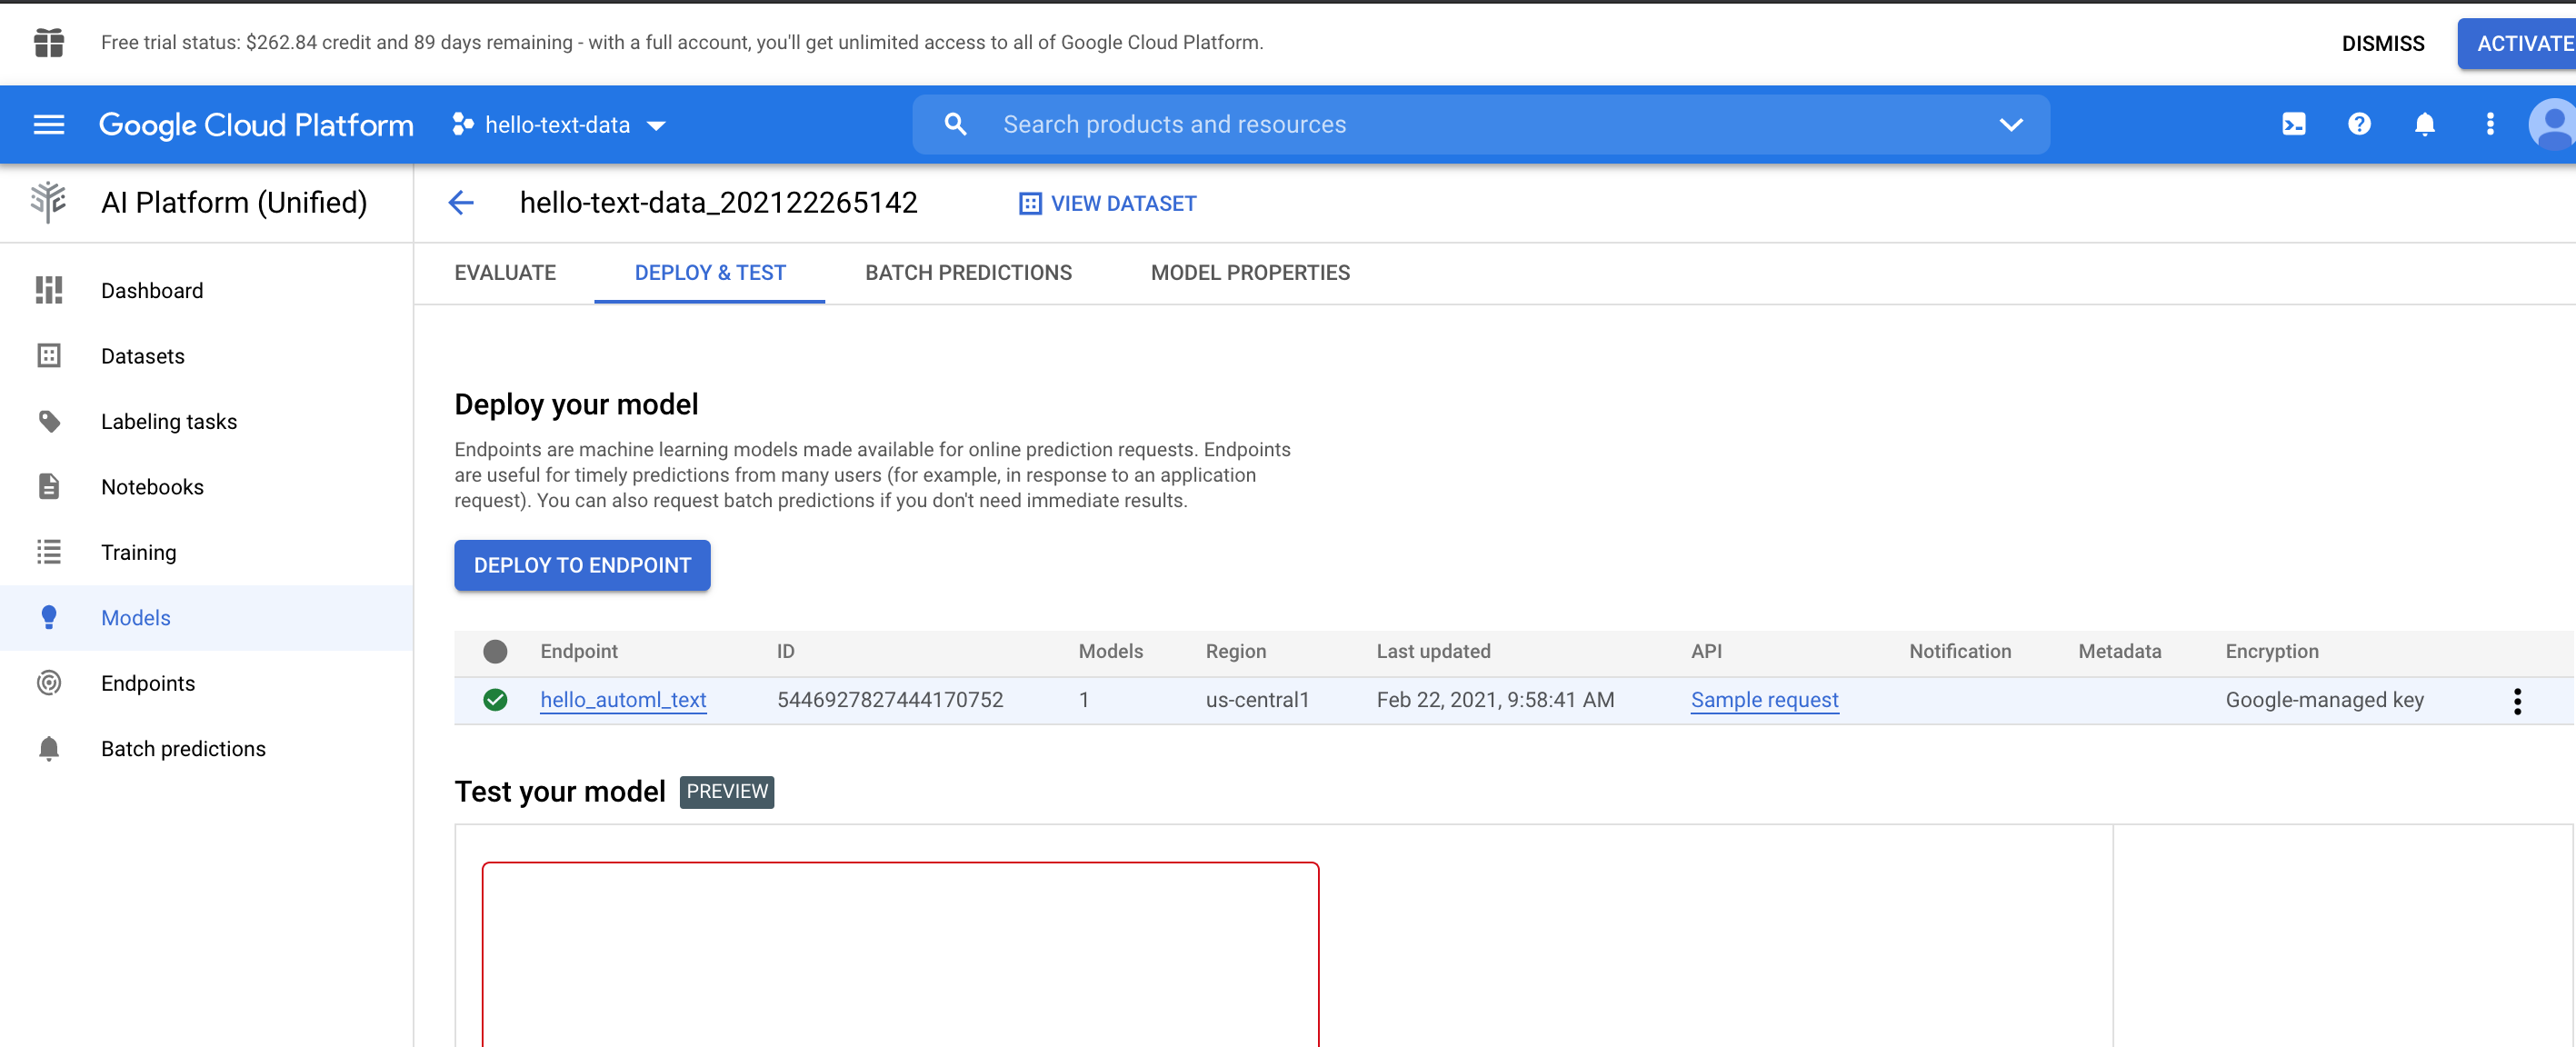 Free trial status: $262.84 credit and 89 days remaining - with a full account, you'll get unlimited access to all of Google Cloud Platform.
DISMISS
ACTIVATE
Google Cloud Platform
hello-text-data
Search products and resources
AI Platform (Unified)
hello-text-data_202122265142
VIEW DATASET
Dashboard
Datasets
Labeling tasks
Notebooks
Training
Models
Endpoints
Batch predictions
EVALUATE
DEPLOY & TEST
BATCH PREDICTIONS
MODEL PROPERTIES
Deploy your model
Endpoints are machine learning models made available for online prediction requests. Endpoints
are useful for timely predictions from many users (for example, in response to an application
request). You can also request batch predictions if you don't need immediate results.
DEPLOY TO ENDPOINT
Endpoint ID Models Region Last updated API Notification Metadata Encryption
hello_automl_text 5446927827444170752 1 us-central1 Feb 22, 2021, 9:58:41 AM Sample request Google-managed key
Test your model PREVIEW